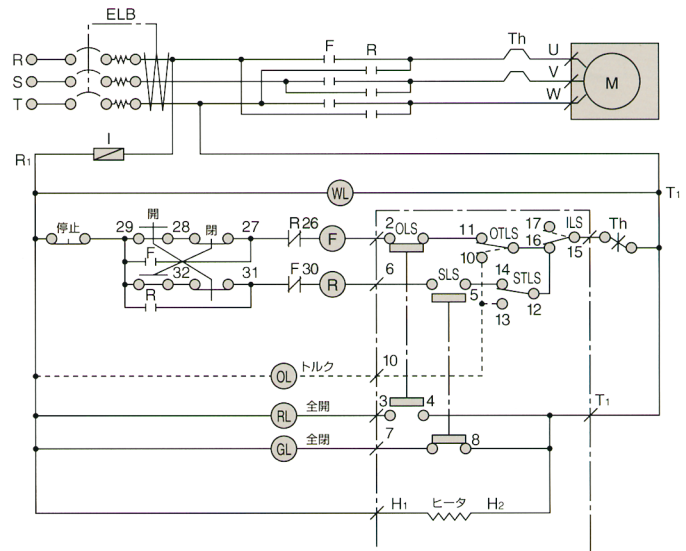 ELB
R
S
T
F
R
Th
U
V
W
M
I
R1
T1
WL
停止
29
開
28
閉
27
R
26
F
2
OLS
11
OTLS
17
ILS
16
15
Th
F
32
31
F
30
R
6
SLS
5
10
14
STLS
12
13
R
OL
トルク
10
RL
全開
3
4
T1
GL
全閉
7
8
H1
ヒータ
H2